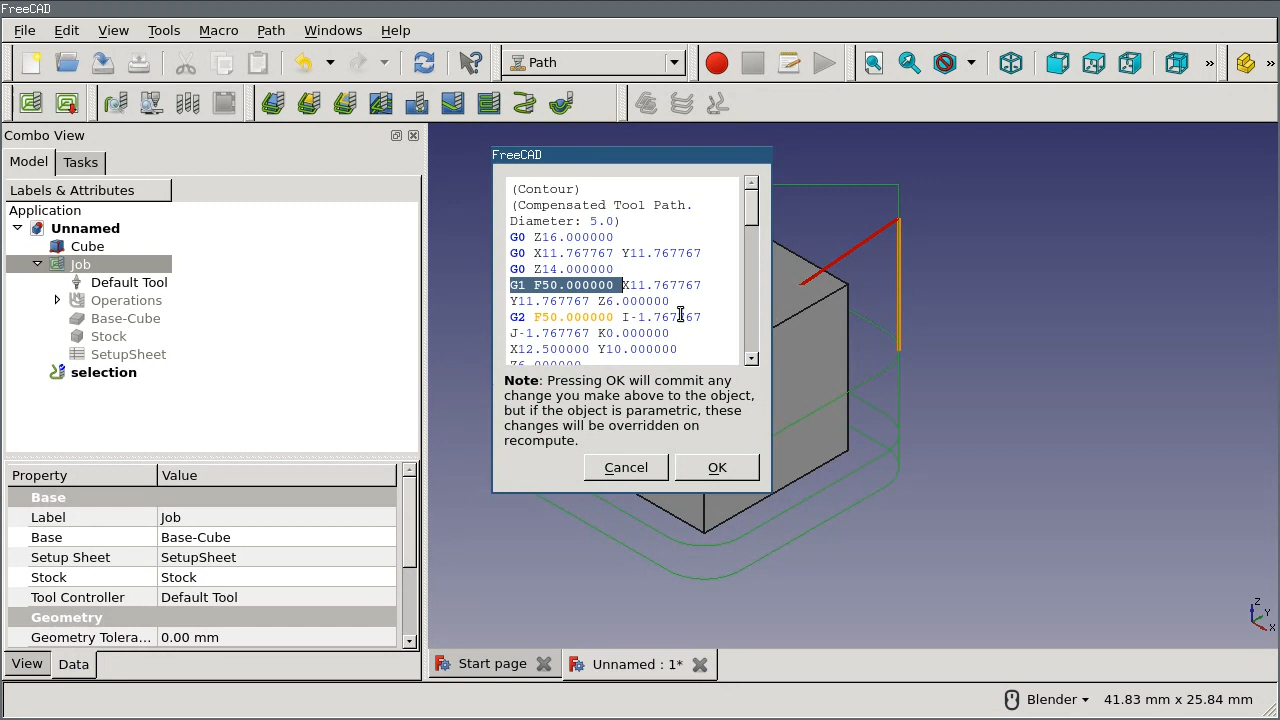 FreeCAD
File Edit View Tools Macro Path Windows Help
Path
» »
Combo View
Model Tasks
Labels & Attributes
Application
Unnamed
Cube
Job
Default Tool
Operations
Base-Cube
Stock
SetupSheet
selection
FreeCAD
(Contour)
(Compensated Tool Path.
Diameter: 5.0)
G0 Z16.000000
G0 X11.767767 Y11.767767
G0 Z14.000000
G1 F50.000000 X11.767767
Y11.767767 Z6.000000
G2 F50.000000 I-1.767767
J-1.767767 K0.000000
X12.500000 Y10.000000
Z6.000000
Note: Pressing OK will commit any
change you make above to the object,
but if the object is parametric, these
changes will be overridden on
recompute.
Cancel OK
Property Value
Base
Label Job
Base Base-Cube
Setup Sheet SetupSheet
Stock Stock
Tool Controller Default Tool
Geometry
Geometry Tolera... 0.00 mm
View Data
Start page Unnamed : 1*
Z
Y
X
Blender 41.83 mm x 25.84 mm